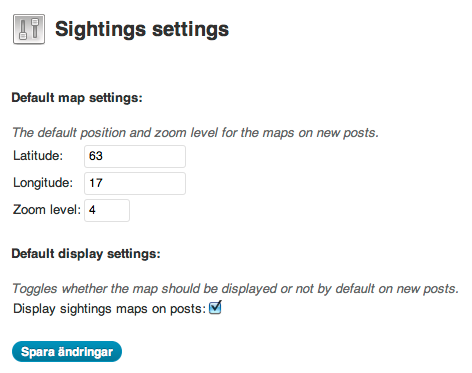 Sightings settings
Default map settings:
The default position and zoom level for the maps on new posts.
Latitude: 63
Longitude: 17
Zoom level: 4
Default display settings:
Toggles whether the map should be displayed or not by default on new posts.
Display sightings maps on posts:
Spara ändringar